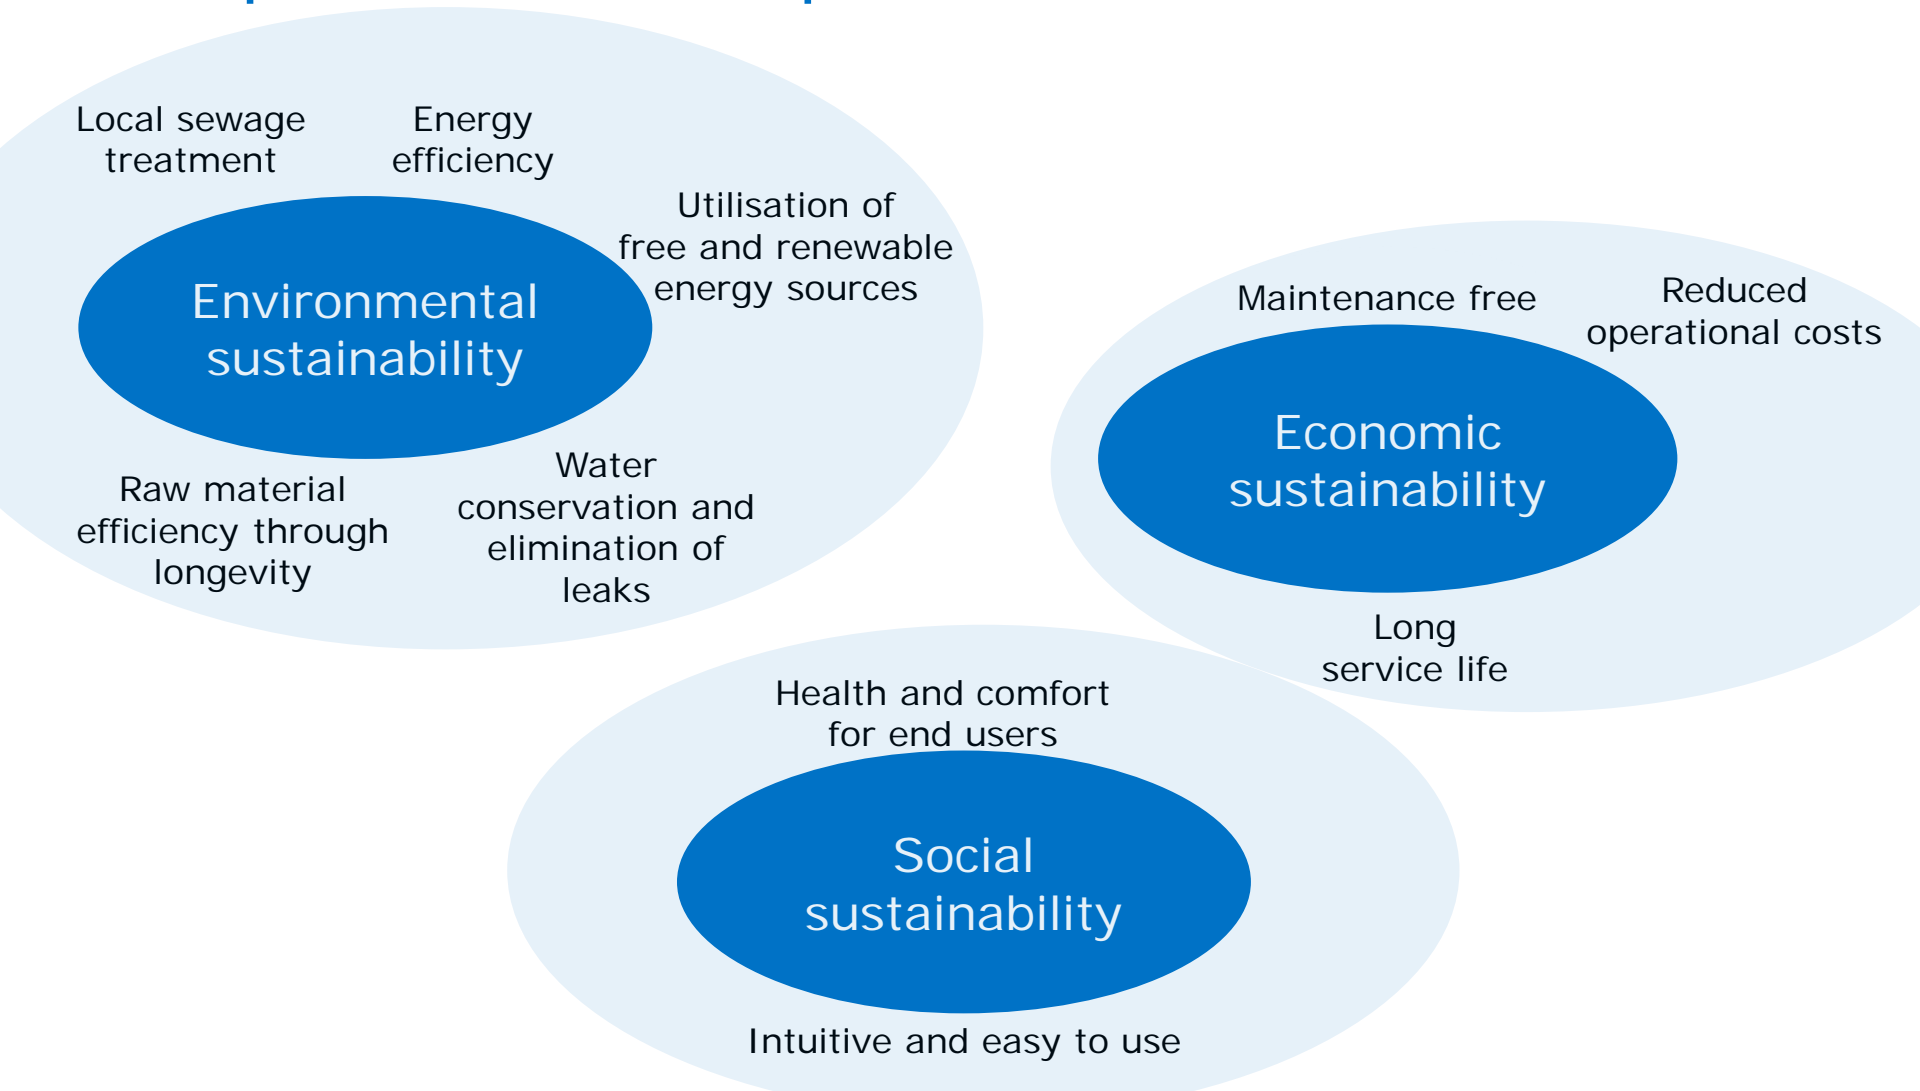 Local sewage
treatment
Energy
efficiency
Utilisation of
free and renewable
energy sources
Environmental
sustainability
Raw material
efficiency through
longevity
Water
conservation and
elimination of
leaks
Maintenance free
Reduced
operational costs
Economic
sustainability
Long
service life
Health and comfort
for end users
Social
sustainability
Intuitive and easy to use